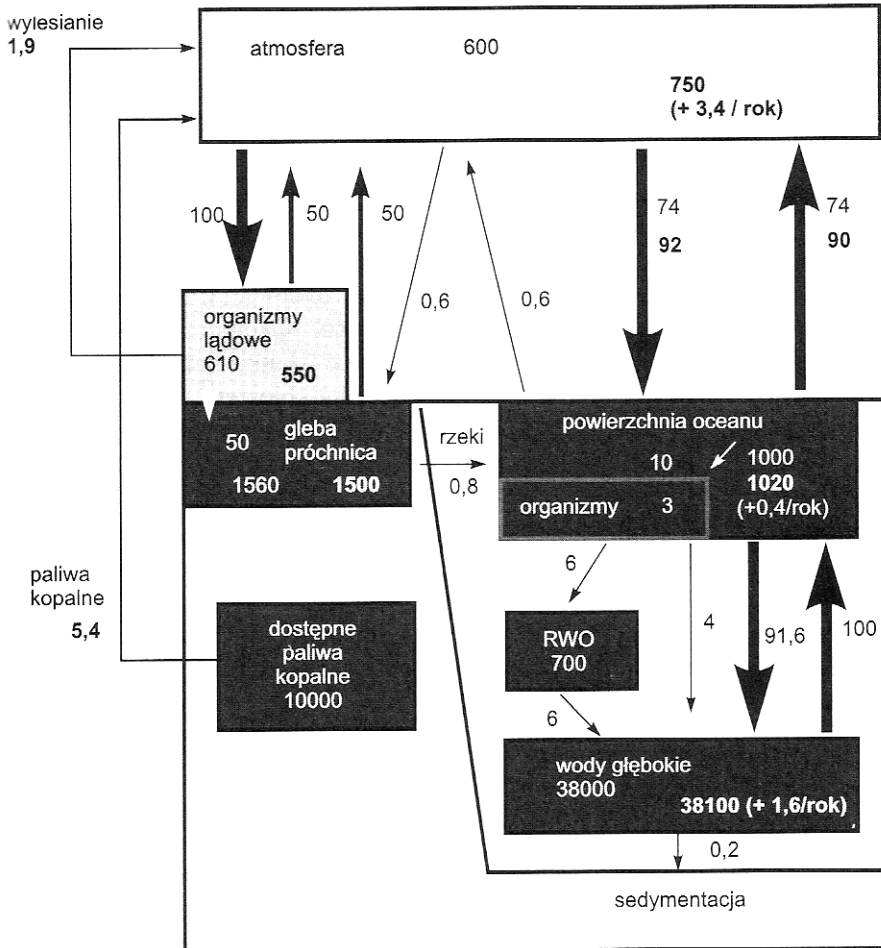 wylesianie
1,9
atmosfera 600
750
(+ 3,4 / rok)
100
50
50
74
92
74
90
0,6
0,6
organizmy
lądowe
610
550
50 gleba
próchnica
1560 1500
rzeki
0,8
powierzchnia oceanu
10 1000
1020
(+0,4/rok)
organizmy 3
paliwa
kopalne
5,4
dostępne
paliwa
kopalne
10000
6
4
91,6
100
RWO
700
6
wody głębokie
38000
38100 (+ 1,6/rok)
0,2
sedymentacja